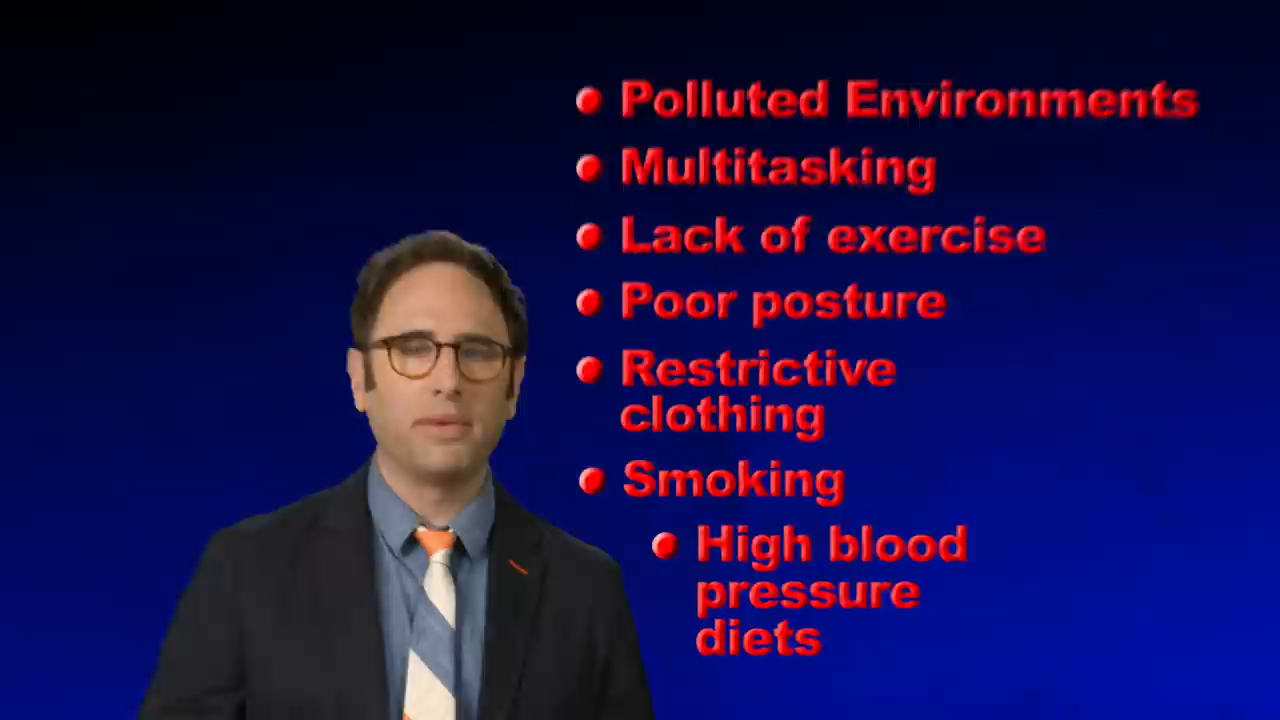 Polluted Environments
Multitasking
Lack of exercise
Poor posture
Restrictive
clothing
Smoking
High blood
pressure
diets